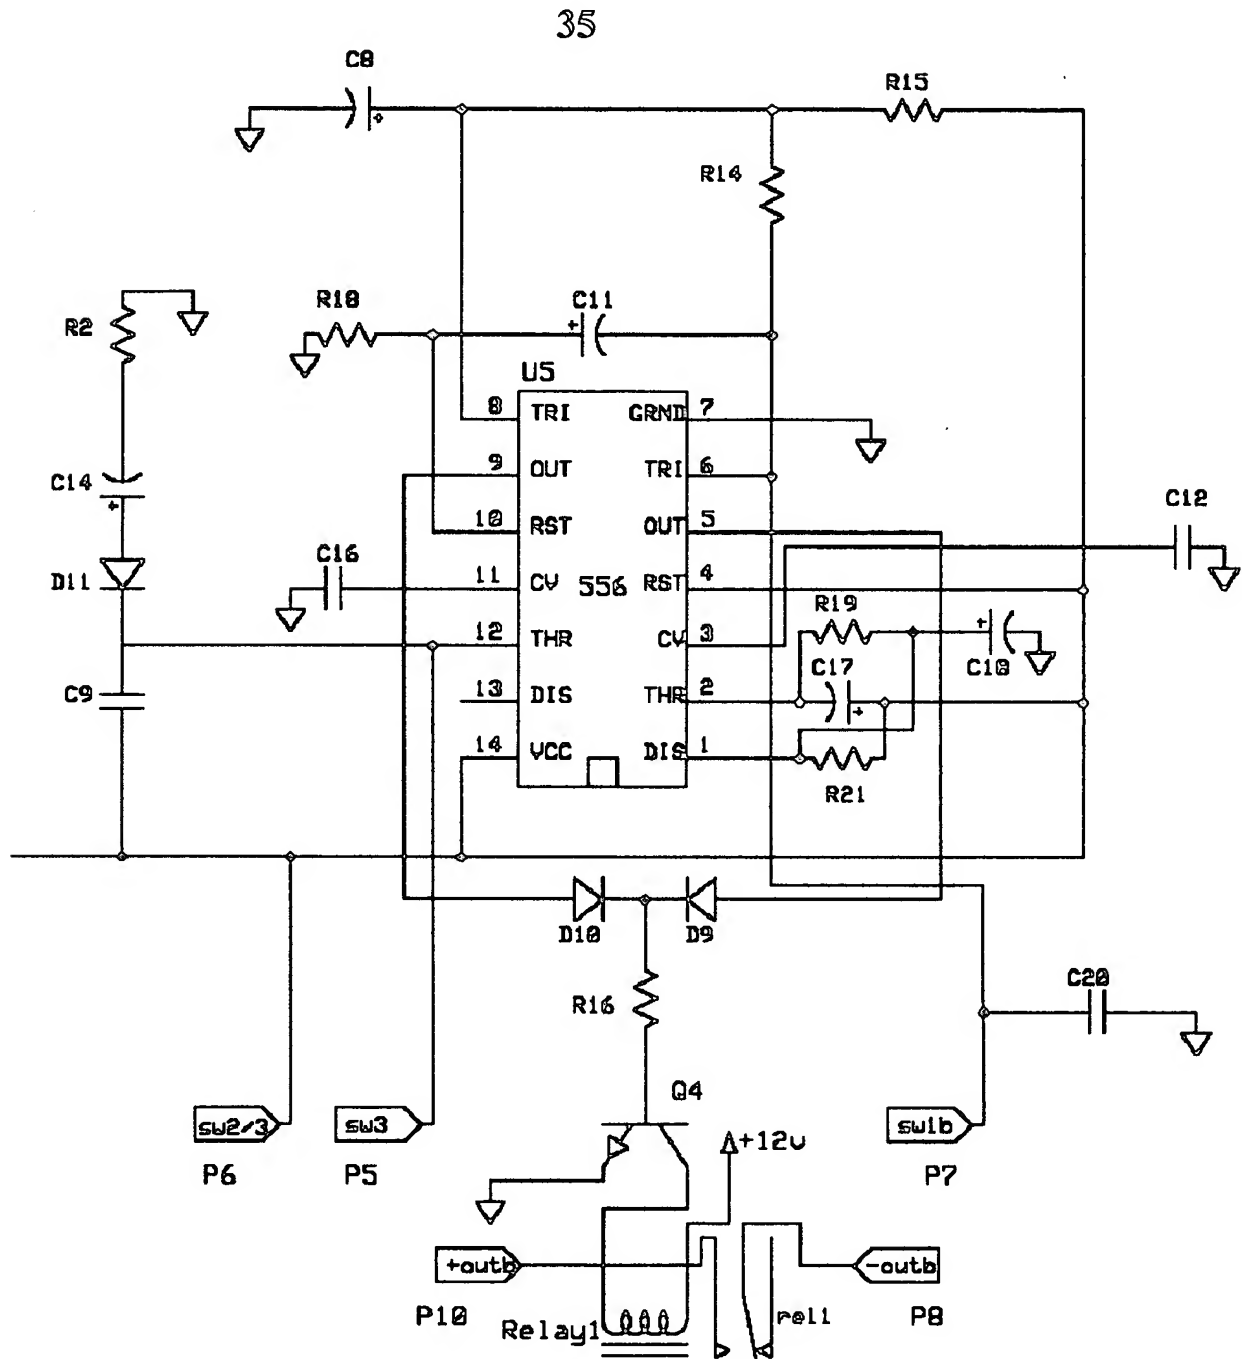 35
C8
R15
R14
R18
C11
R2
U5
8 TRI GRND 7
C14
9 OUT TRI 6
C12
10 RST OUT 5
C16
D11
11 CV 556 RST 4
R19
12 THR CV 3
C9
C17
C18
13 DIS THR 2
14 VCC DIS 1
R21
D10 D9
C20
R16
Q4
sw2/3 sw3 sw1b
+12v
P6 P5 P7
+outb -outb
P10 Relay1 rel1 P8